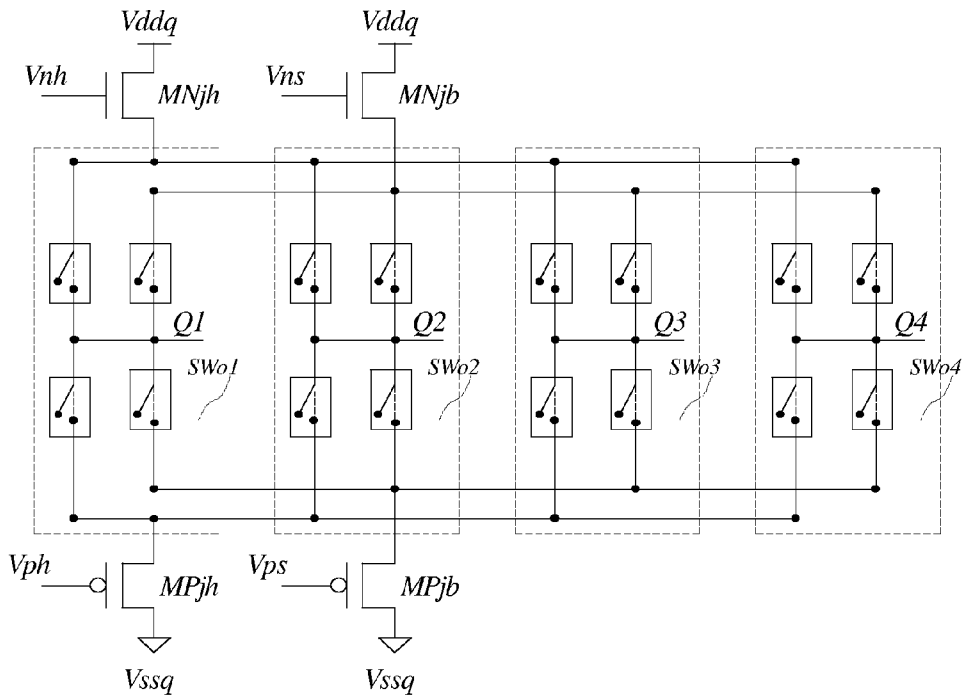 Vddq Vddq
Vnh MNjh Vns MNjb
Q1 Q2 Q3 Q4
SWo1 SWo2 SWo3 SWo4
Vph MPjh Vps MPjb
Vssq Vssq